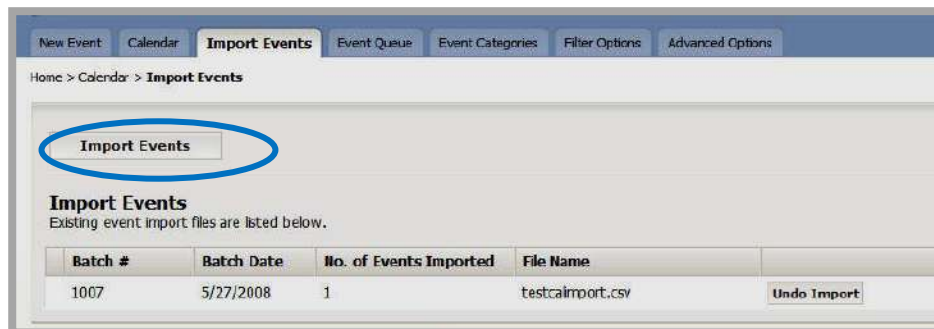 New Event Calendar Import Events Event Queue Event Categories Filter Options Advanced Options
Home > Calendar > Import Events
Import Events
Import Events
Existing event import files are listed below.
Batch # Batch Date No. of Events Imported File Name
1007 5/27/2008 1 testcalmport.csv Undo Import